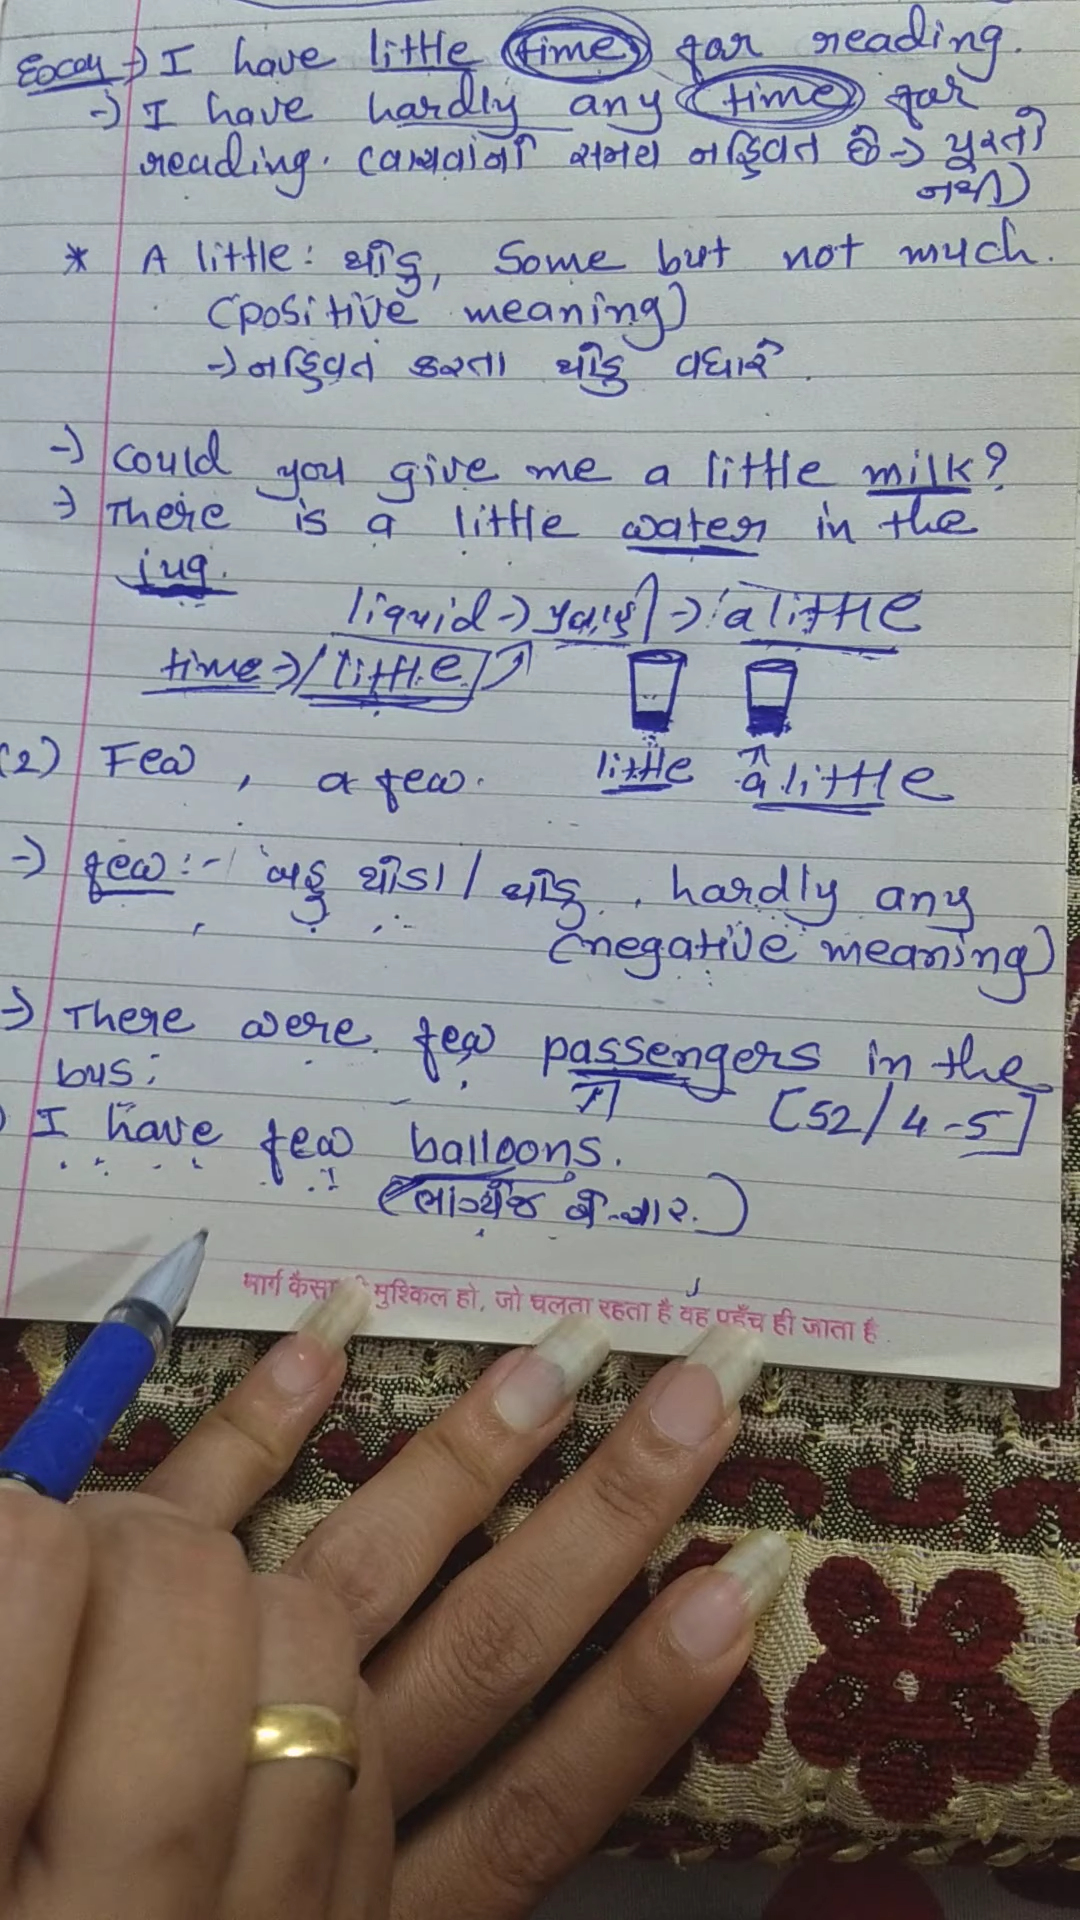 I have little time for reading.
-> I have hardly any time for
reading. (વાચવાનો સમય નહિવત છે -> પૂરતો
નથી)
* A little: થોડુ, Some but not much.
(positive meaning)
-> નહિવત કરતા થોડુ વધારે.
-> Could you give me a little milk?
-> There is a little water in the
jug.
liquid -> પ્રવાહી -> a little
time -> little
(2) Few, a few. little a little
-> few :- બહુ થોડા / થોડુ, hardly any
(negative meaning)
-> There were few passengers in the
bus. [52/4-5]
I have few balloons.
(ભાગ્યેજ બે-ચાર.)
मार्ग कैसा मुश्किल हो, जो चलता रहता है वह पहुँच ही जाता है